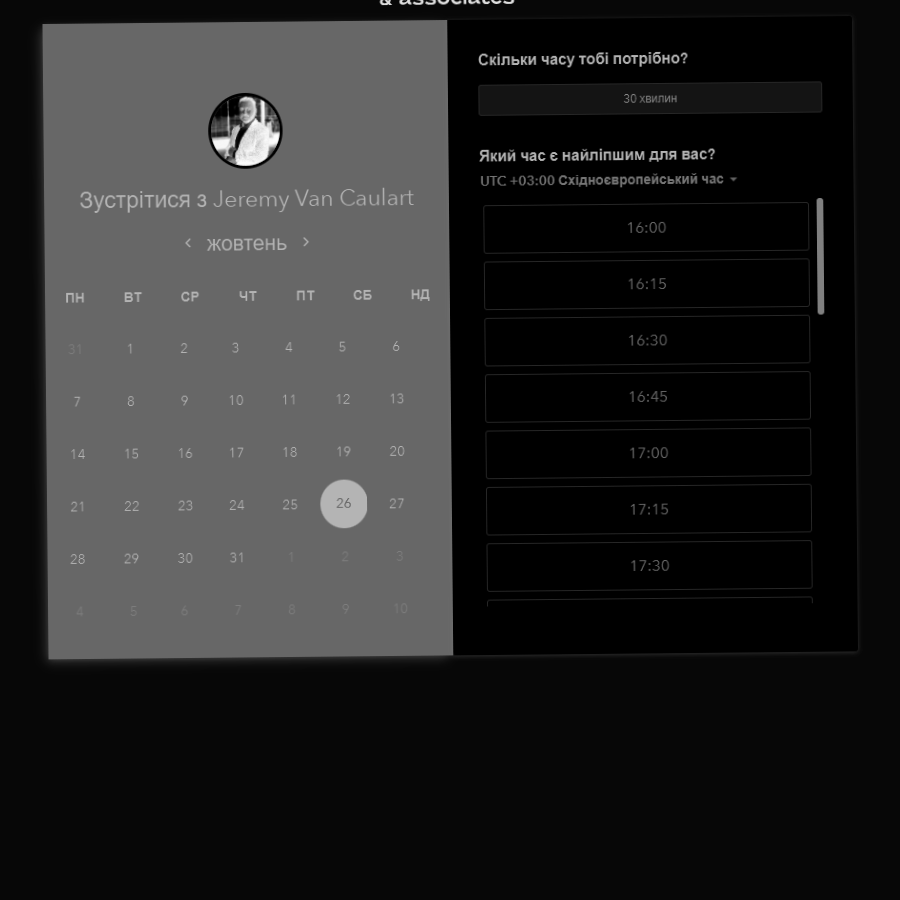 & associates
Зустрітися з Jeremy Van Caulart
жовтень
ПН ВТ СР ЧТ ПТ СБ НД
31 1 2 3 4 5 6
7 8 9 10 11 12 13
14 15 16 17 18 19 20
21 22 23 24 25 26 27
28 29 30 31 1 2 3
4 5 6 7 8 9 10
Скільки часу тобі потрібно?
30 хвилин
Який час є найліпшим для вас?
UTC +03:00 Східноєвропейський час
16:00
16:15
16:30
16:45
17:00
17:15
17:30